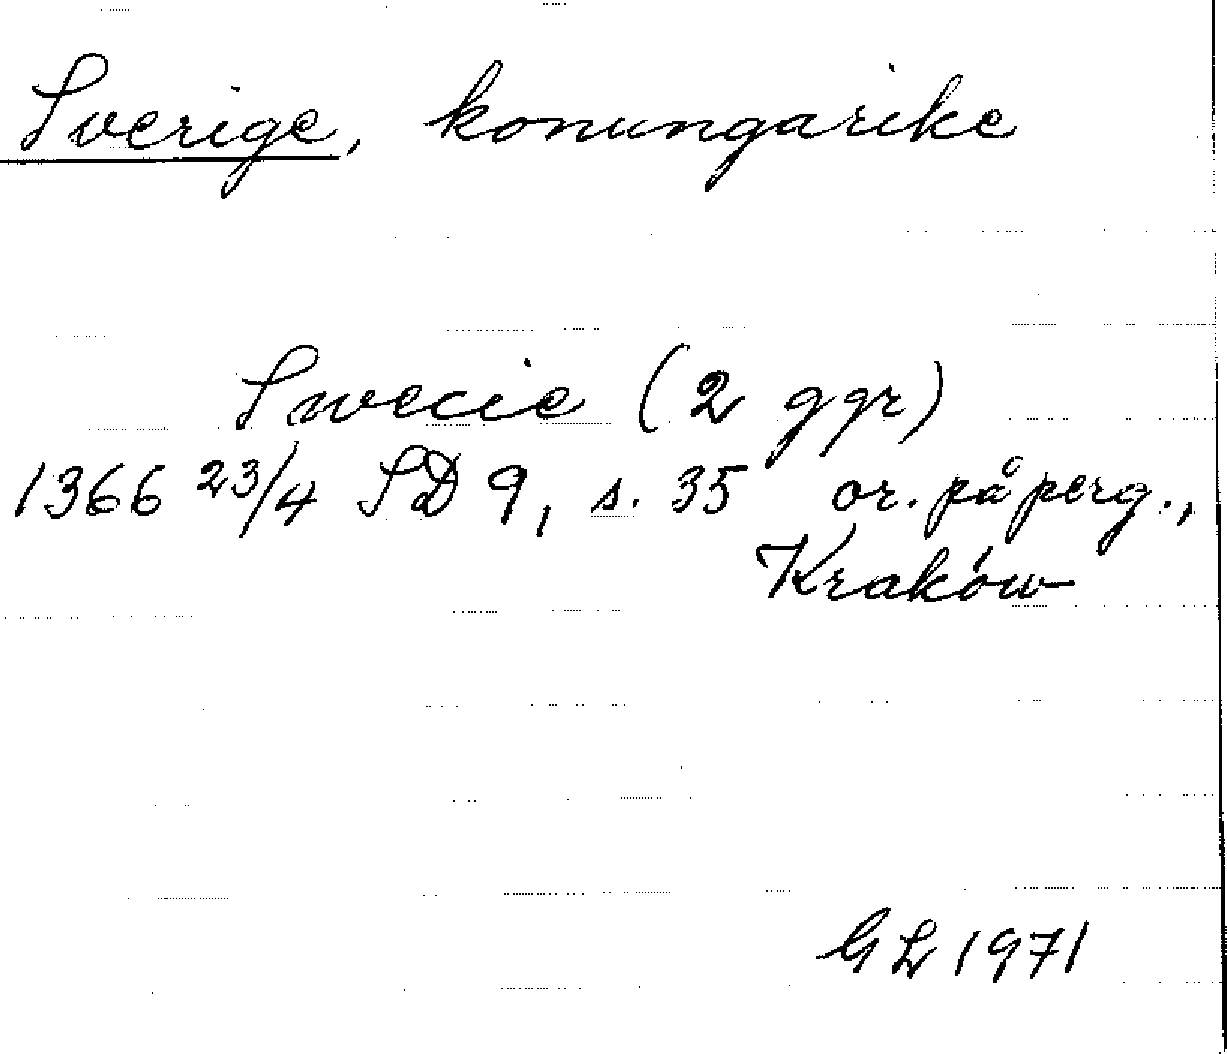 Sverige, konungarike
Swecie (2 ggr)
1366 23/4 SD 9, s. 35 or. på perg.,
Kraków
GL 1971